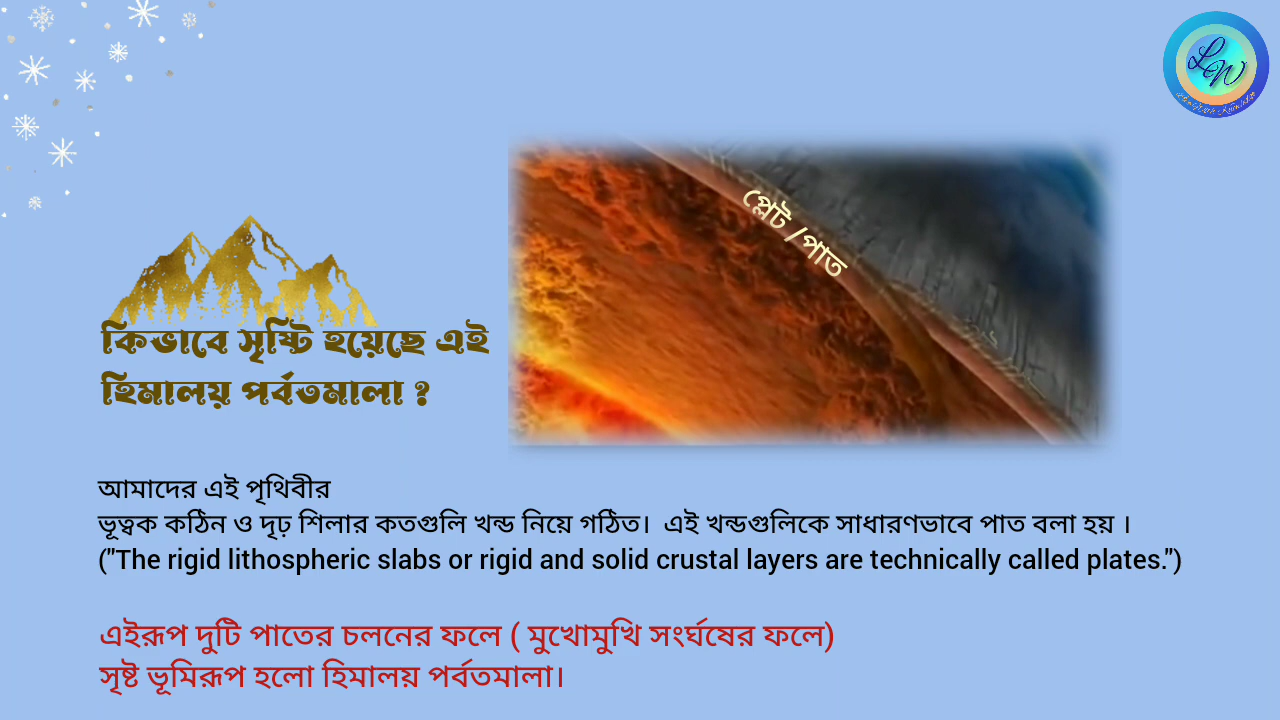 LW
প্লেট /পাত
কিভাবে সৃষ্টি হয়েছে এই
হিমালয় পর্বতমালা ?
আমাদের এই পৃথিবীর
ভূত্বক কঠিন ও দৃঢ় শিলার কতগুলি খন্ড নিয়ে গঠিত। এই খন্ডগুলিকে সাধারণভাবে পাত বলা হয় ।
("The rigid lithospheric slabs or rigid and solid crustal layers are technically called plates.")
এইরূপ দুটি পাতের চলনের ফলে ( মুখোমুখি সংর্ঘষের ফলে)
সৃষ্ট ভূমিরূপ হলো হিমালয় পর্বতমালা।